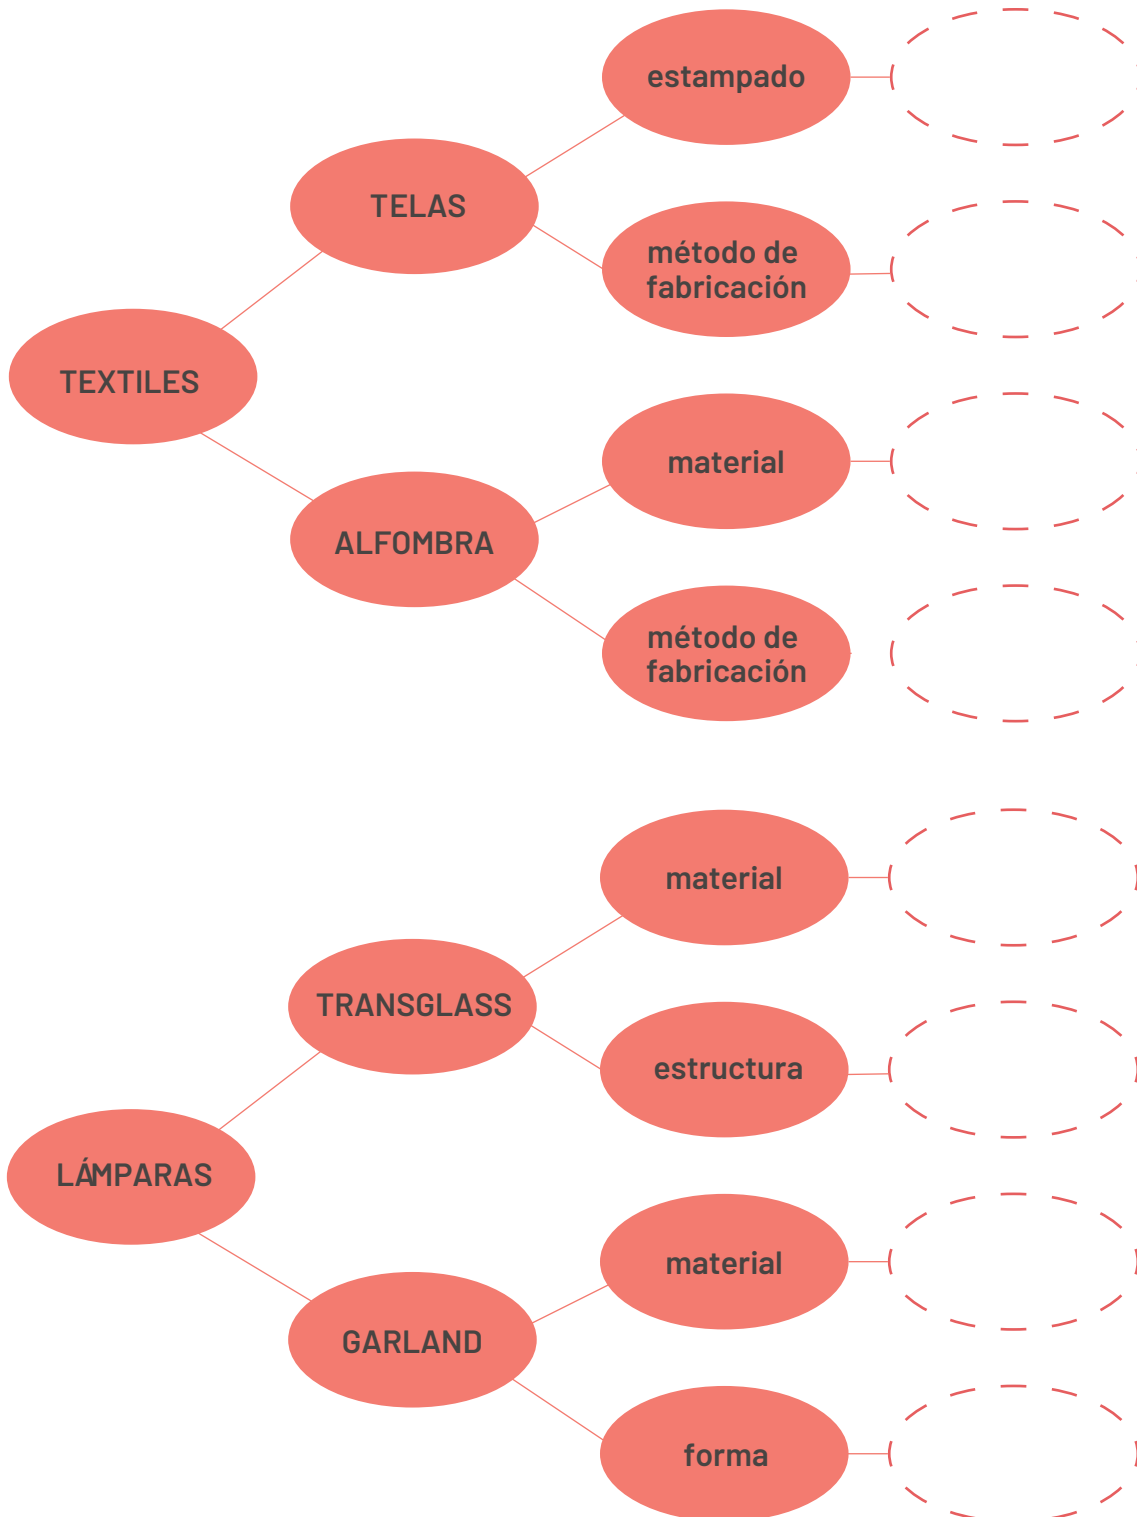 estampado
TELAS
método de
fabricación
TEXTILES
material
ALFOMBRA
método de
fabricación
material
TRANSGLASS
estructura
LÁMPARAS
material
GARLAND
forma